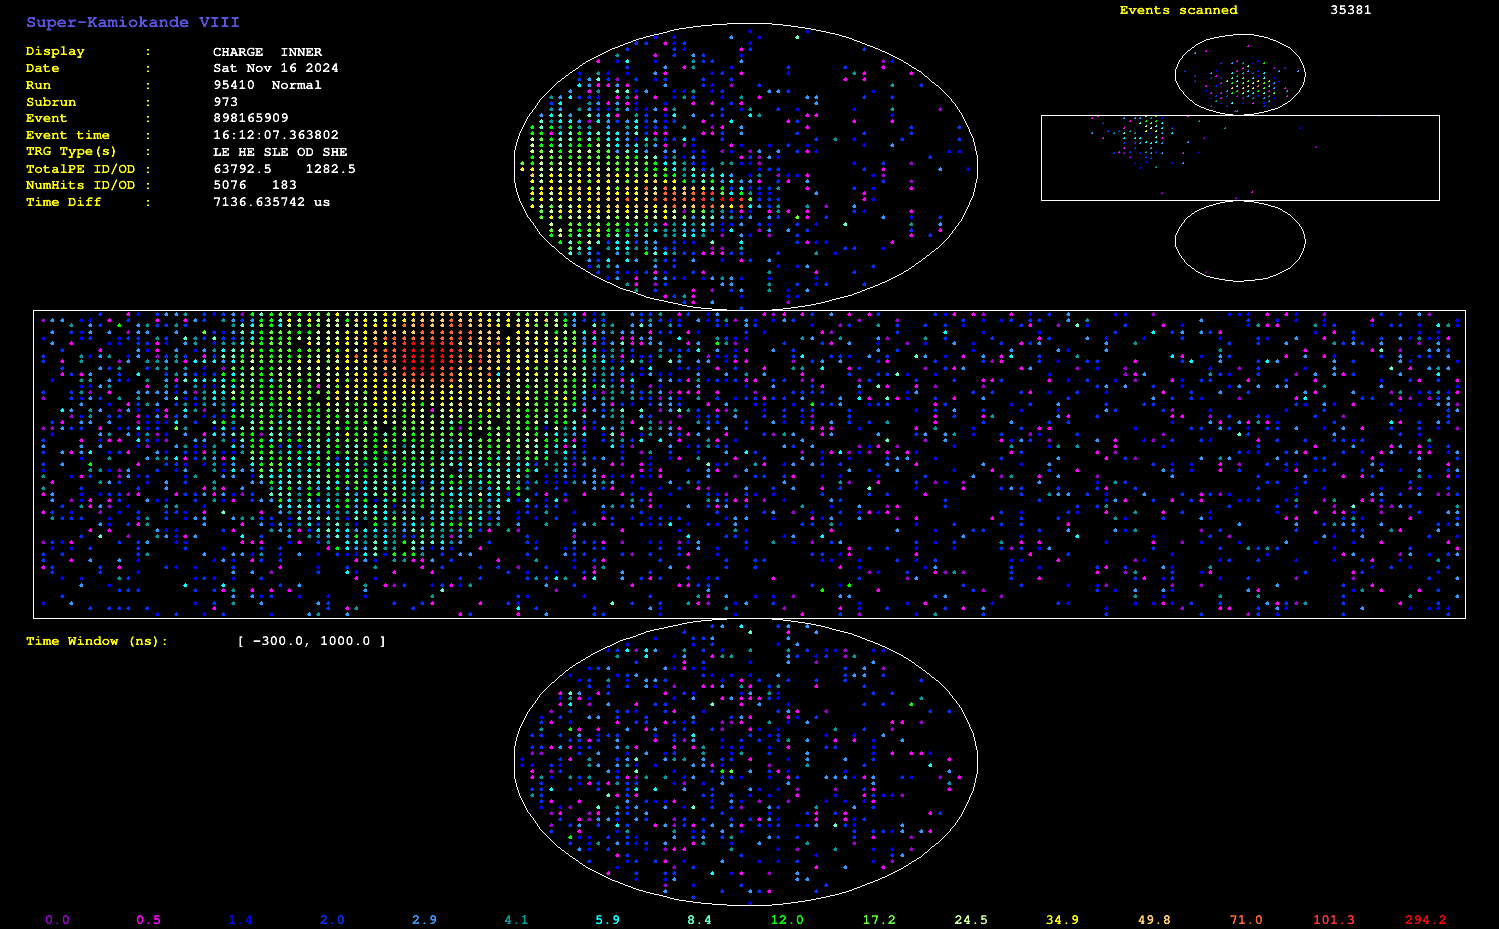 Super-Kamiokande VIII
Events scanned 35381
Display : CHARGE INNER
Date : Sat Nov 16 2024
Run : 95410 Normal
Subrun : 973
Event : 898165909
Event time : 16:12:07.363802
TRG Type(s) : LE HE SLE OD SHE
TotalPE ID/OD : 63792.5 1282.5
NumHits ID/OD : 5076 183
Time Diff : 7136.635742 us
Time Window (ns): [ -300.0, 1000.0 ]
0.0 0.5 1.4 2.0 2.9 4.1 5.9 8.4 12.0 17.2 24.5 34.9 49.8 71.0 101.3 294.2